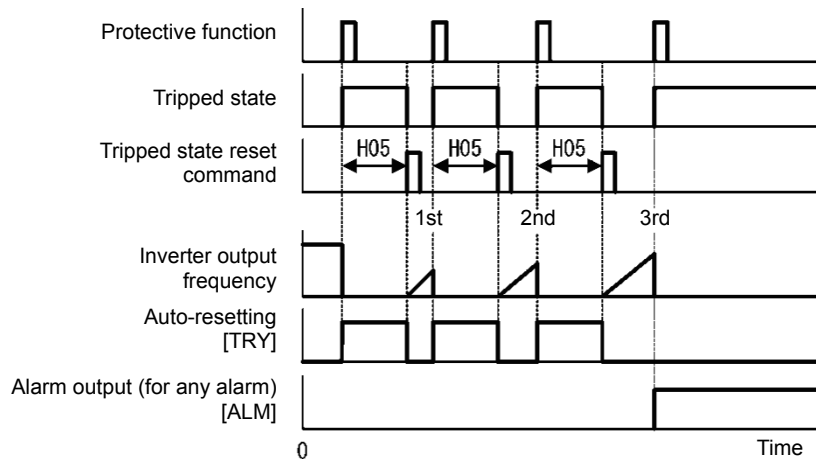 Protective function
Tripped state
Tripped state reset
command
H05 H05 H05
1st 2nd 3rd
Inverter output
frequency
Auto-resetting
[TRY]
Alarm output (for any alarm)
[ALM]
0 Time